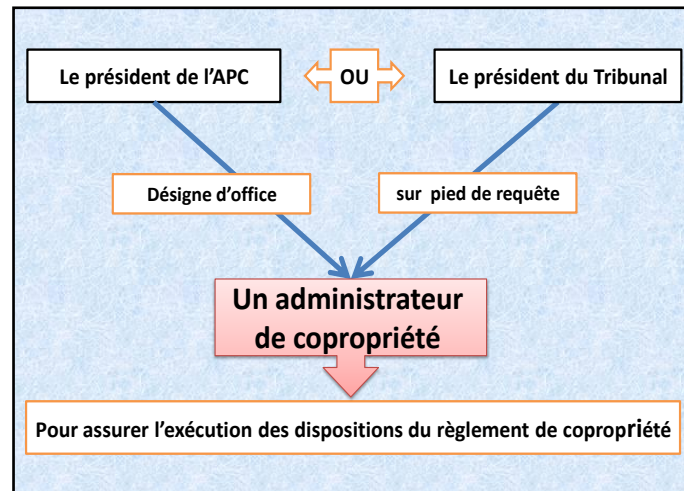 Le président de l'APC
OU
Le président du Tribunal
Désigne d'office
sur pied de requête
Un administrateur
de copropriété
Pour assurer l'exécution des dispositions du règlement de copropriété